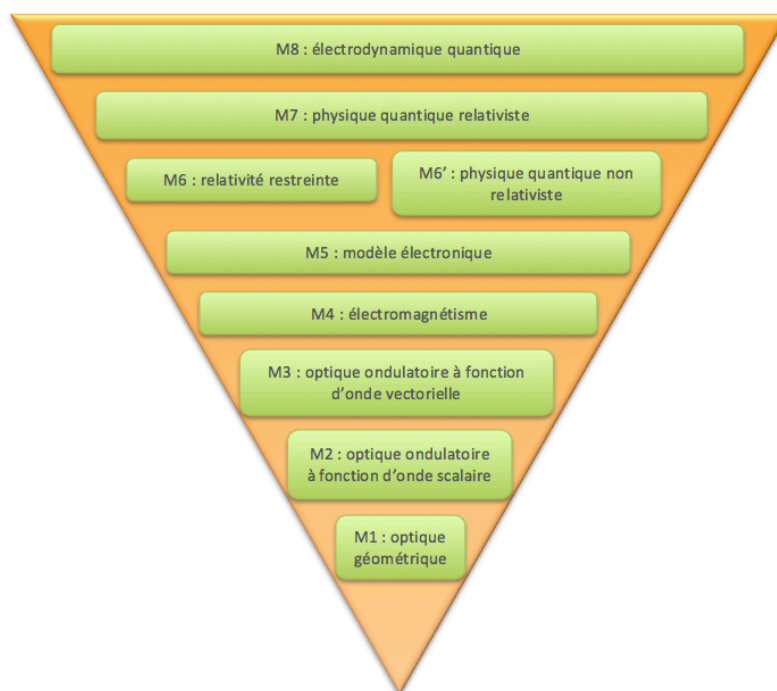 M8 : électrodynamique quantique
M7 : physique quantique relativiste
M6 : relativité restreinte
M6’ : physique quantique non
relativiste
M5 : modèle électronique
M4 : électromagnétisme
M3 : optique ondulatoire à fonction
d’onde vectorielle
M2 : optique ondulatoire
à fonction d’onde scalaire
M1 : optique
géométrique